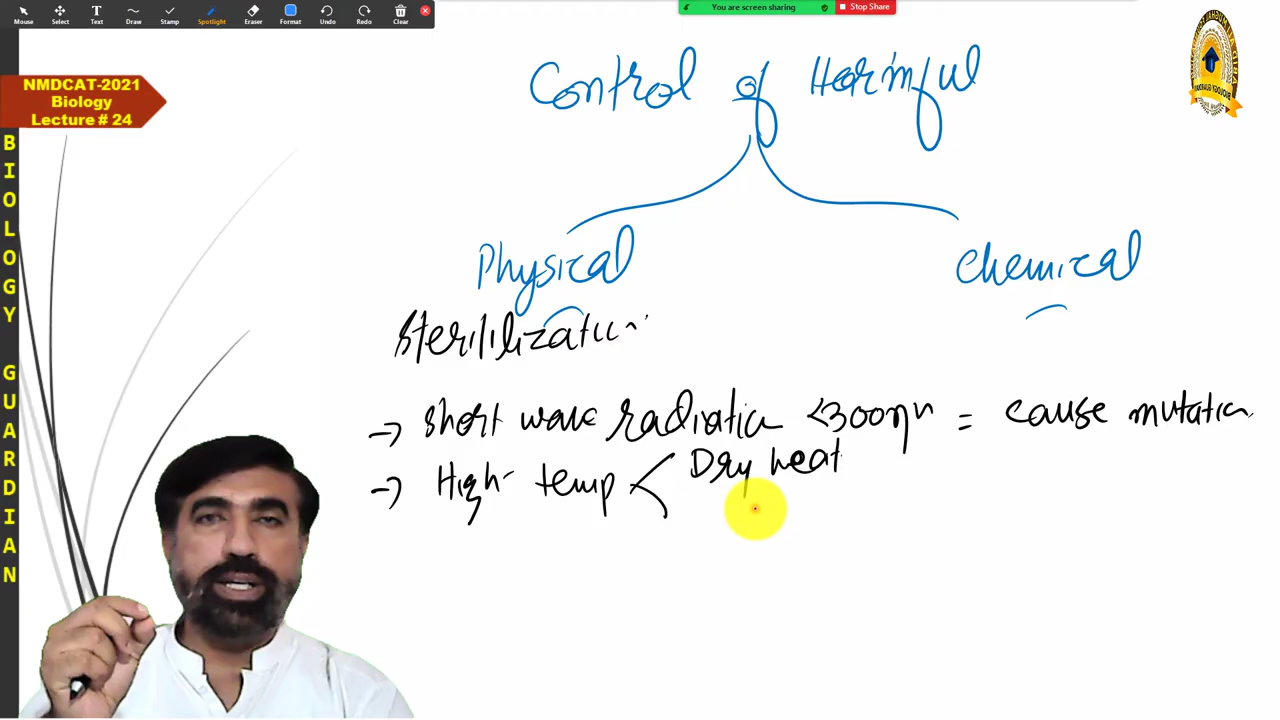 Mouse Select Text Draw Stamp Spotlight Eraser Format Undo Redo Clear
You are screen sharing Stop Share
NMDCAT-2021
Biology
Lecture # 24
BIOLOGY GUARDIAN
Control of Harmful
Physical Chemical
Sterililization
→ Short wave radiation <300ηm = cause mutation
→ High temp < Dry heat